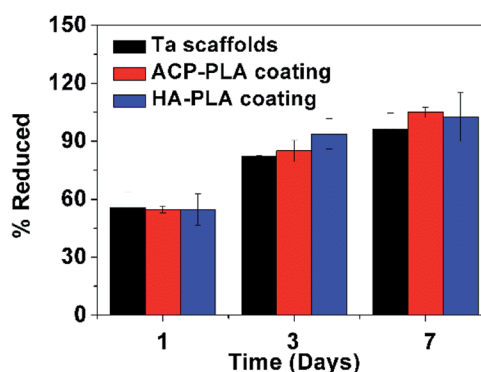 150
120
90
60
30
0
% Reduced
Ta scaffolds
ACP-PLA coating
HA-PLA coating
1 3 7
Time (Days)